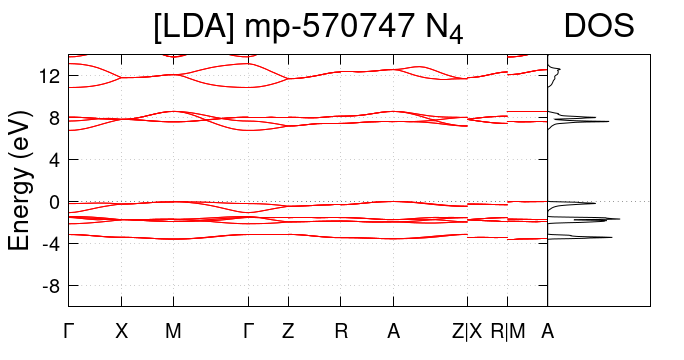 [LDA] mp-570747 N4
DOS
Energy (eV)
12
8
4
0
-4
-8
Γ X M Γ Z R A Z|X R|M A